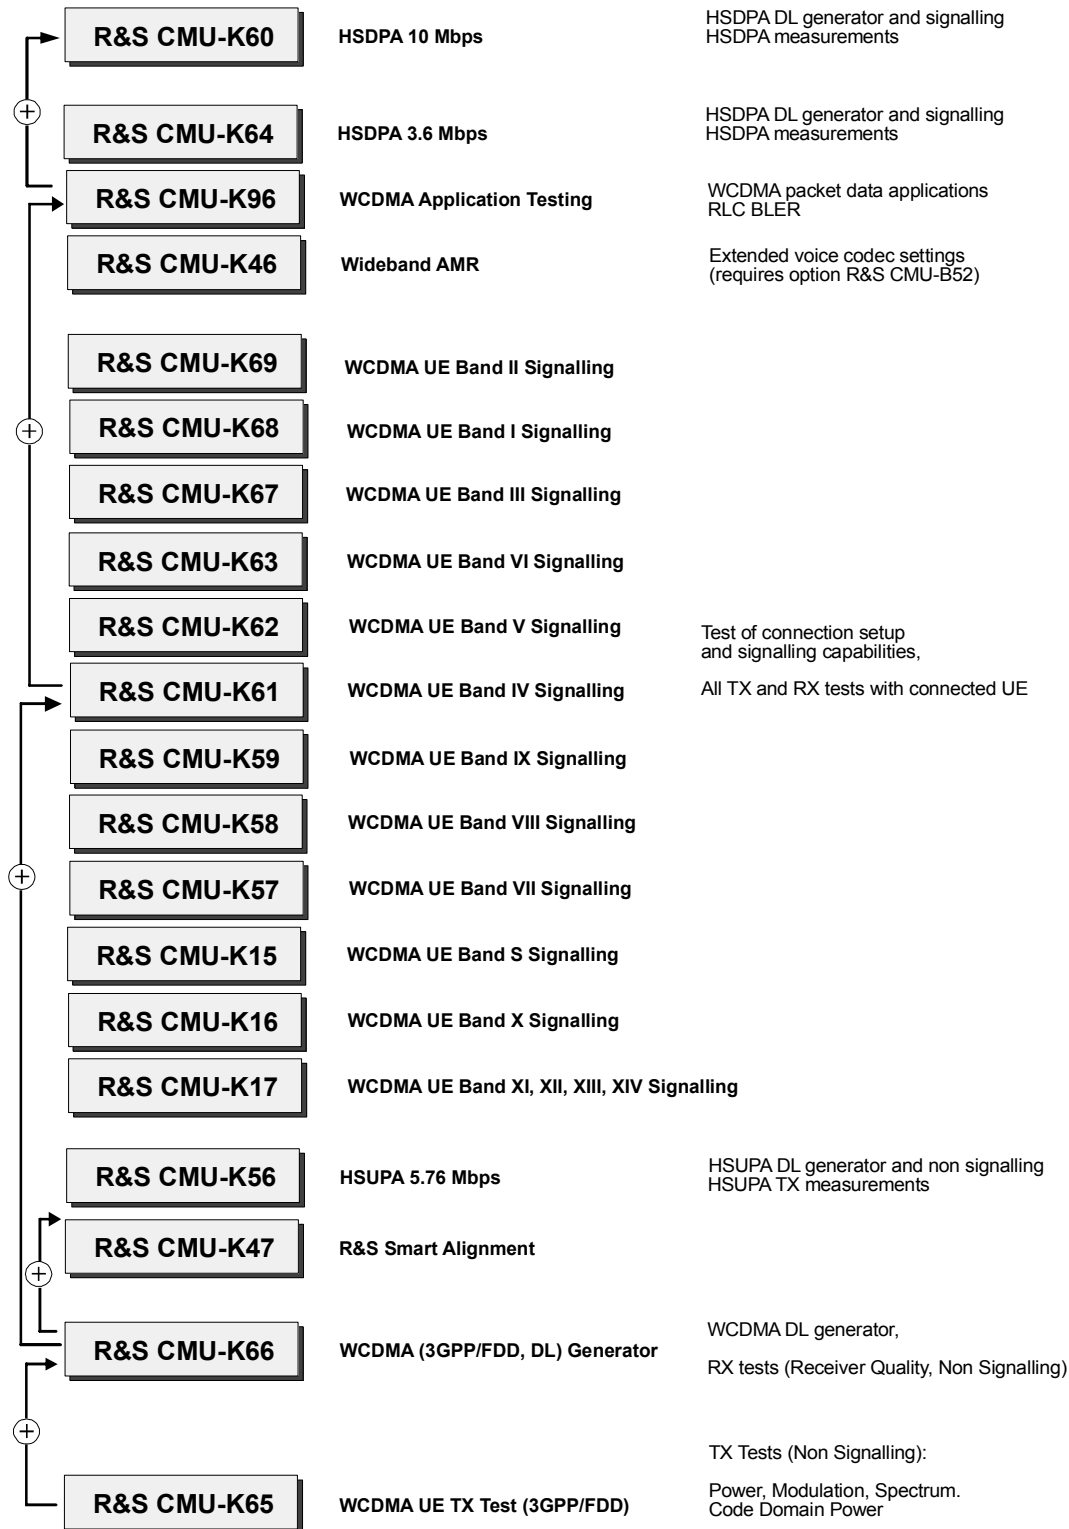 R&S CMU-K60
HSDPA 10 Mbps
HSDPA DL generator and signalling
HSDPA measurements
R&S CMU-K64
HSDPA 3.6 Mbps
HSDPA DL generator and signalling
HSDPA measurements
R&S CMU-K96
WCDMA Application Testing
WCDMA packet data applications
RLC BLER
R&S CMU-K46
Wideband AMR
Extended voice codec settings
(requires option R&S CMU-B52)
R&S CMU-K69
WCDMA UE Band II Signalling
R&S CMU-K68
WCDMA UE Band I Signalling
R&S CMU-K67
WCDMA UE Band III Signalling
R&S CMU-K63
WCDMA UE Band VI Signalling
R&S CMU-K62
WCDMA UE Band V Signalling
Test of connection setup
and signalling capabilities,
R&S CMU-K61
WCDMA UE Band IV Signalling
All TX and RX tests with connected UE
R&S CMU-K59
WCDMA UE Band IX Signalling
R&S CMU-K58
WCDMA UE Band VIII Signalling
R&S CMU-K57
WCDMA UE Band VII Signalling
R&S CMU-K15
WCDMA UE Band S Signalling
R&S CMU-K16
WCDMA UE Band X Signalling
R&S CMU-K17
WCDMA UE Band XI, XII, XIII, XIV Signalling
R&S CMU-K56
HSUPA 5.76 Mbps
HSUPA DL generator and non signalling
HSUPA TX measurements
R&S CMU-K47
R&S Smart Alignment
R&S CMU-K66
WCDMA (3GPP/FDD, DL) Generator
WCDMA DL generator,
RX tests (Receiver Quality, Non Signalling)
R&S CMU-K65
WCDMA UE TX Test (3GPP/FDD)
TX Tests (Non Signalling):
Power, Modulation, Spectrum.
Code Domain Power